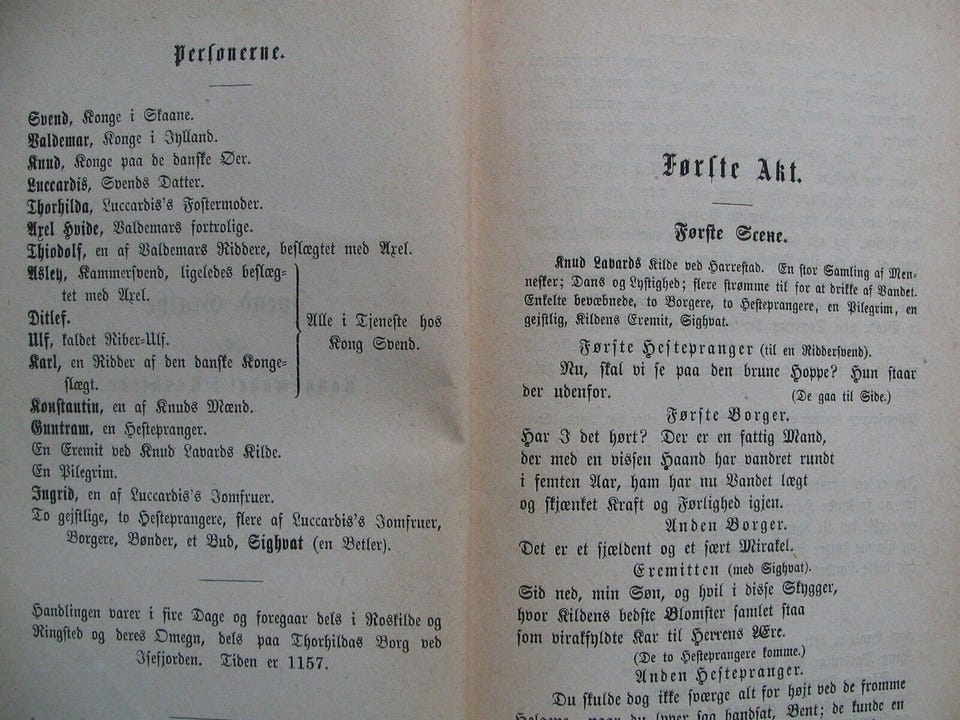 Personerne.
Svend, Konge i Skaane.
Valdemar, Konge i Jylland.
Knud, Konge paa de danske Øer.
Luccardis, Svends Datter.
Thorhilda, Luccardis's Fostermoder.
Axel Hvide, Valdemars fortrolige.
Thiodolf, en af Valdemars Riddere, beslægtet med Axel.
Asley, Kammersvend, ligeledes beslæg-
tet med Axel.
Ditlef.
Ulf, kaldet Riber-Ulf.
Karl, en Ridder af den danske Konge-
slægt.
Alle i Tjeneste hos
Kong Svend.
Konstantin, en af Knuds Mænd.
Guntram, en Hestepranger.
En Eremit ved Knud Lavards Kilde.
En Pilegrim.
Ingrid, en af Luccardis's Jomfruer.
To gejstlige, to Hesteprangere, flere af Luccardis's Jomfruer,
Borgere, Bønder, et Bud, Sighvat (en Betler).
Handlingen varer i fire Dage og foregaar dels i Roskilde og
Ringsted og deres Omegn, dels paa Thorhildas Borg ved
Isefjorden. Tiden er 1157.
Første Akt.
Første Scene.
Knud Lavards Kilde ved Harrestad. En stor Samling af Men-
nesker; Dans og Lystighed; flere strømme til for at drikke af Vandet.
Enkelte bevæbnede, to Borgere, to Hesteprangere, en Pilegrim, en
gejstlig, Kildens Eremit, Sighvat.
Første Hestepranger (til en Riddersvend).
Nu, skal vi se paa den brune Hoppe? Hun staar
der udenfor. (De gaa til Side.)
Første Borger.
Har I det hørt? Der er en fattig Mand,
der med en vissen Haand har vandret rundt
i femten Aar, ham har nu Vandet lægt
og skjænket Kraft og Førlighed igjen.
Anden Borger.
Det er et sjældent og et sært Mirakel.
Eremitten (med Sighvat).
Sid ned, min Søn, og hvil i disse Skygger,
hvor Kildens bedste Blomster samlet staa
som viraksyldte Kar til Herrens Ære.
(De to Hesteprangere komme.)
Anden Hestepranger.
Du skulde dog ikke sværge alt for højt ved de fromme
Helgene, naar du lyver saa handfat, Bent; de kunde en